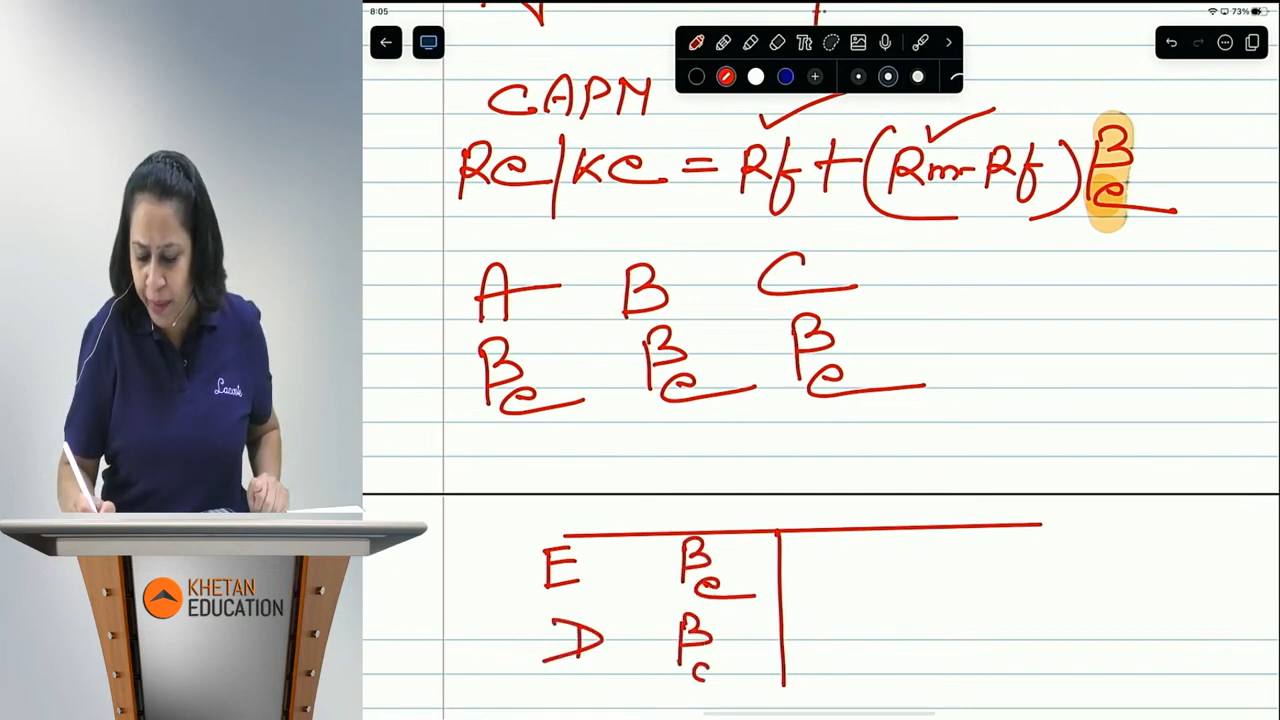 8:05
73%
CAPM
Re/Ke = Rf + (Rm - Rf) βe
A B C
βe βe βe
E βe
D βc
Lacoste
KHETAN
EDUCATION